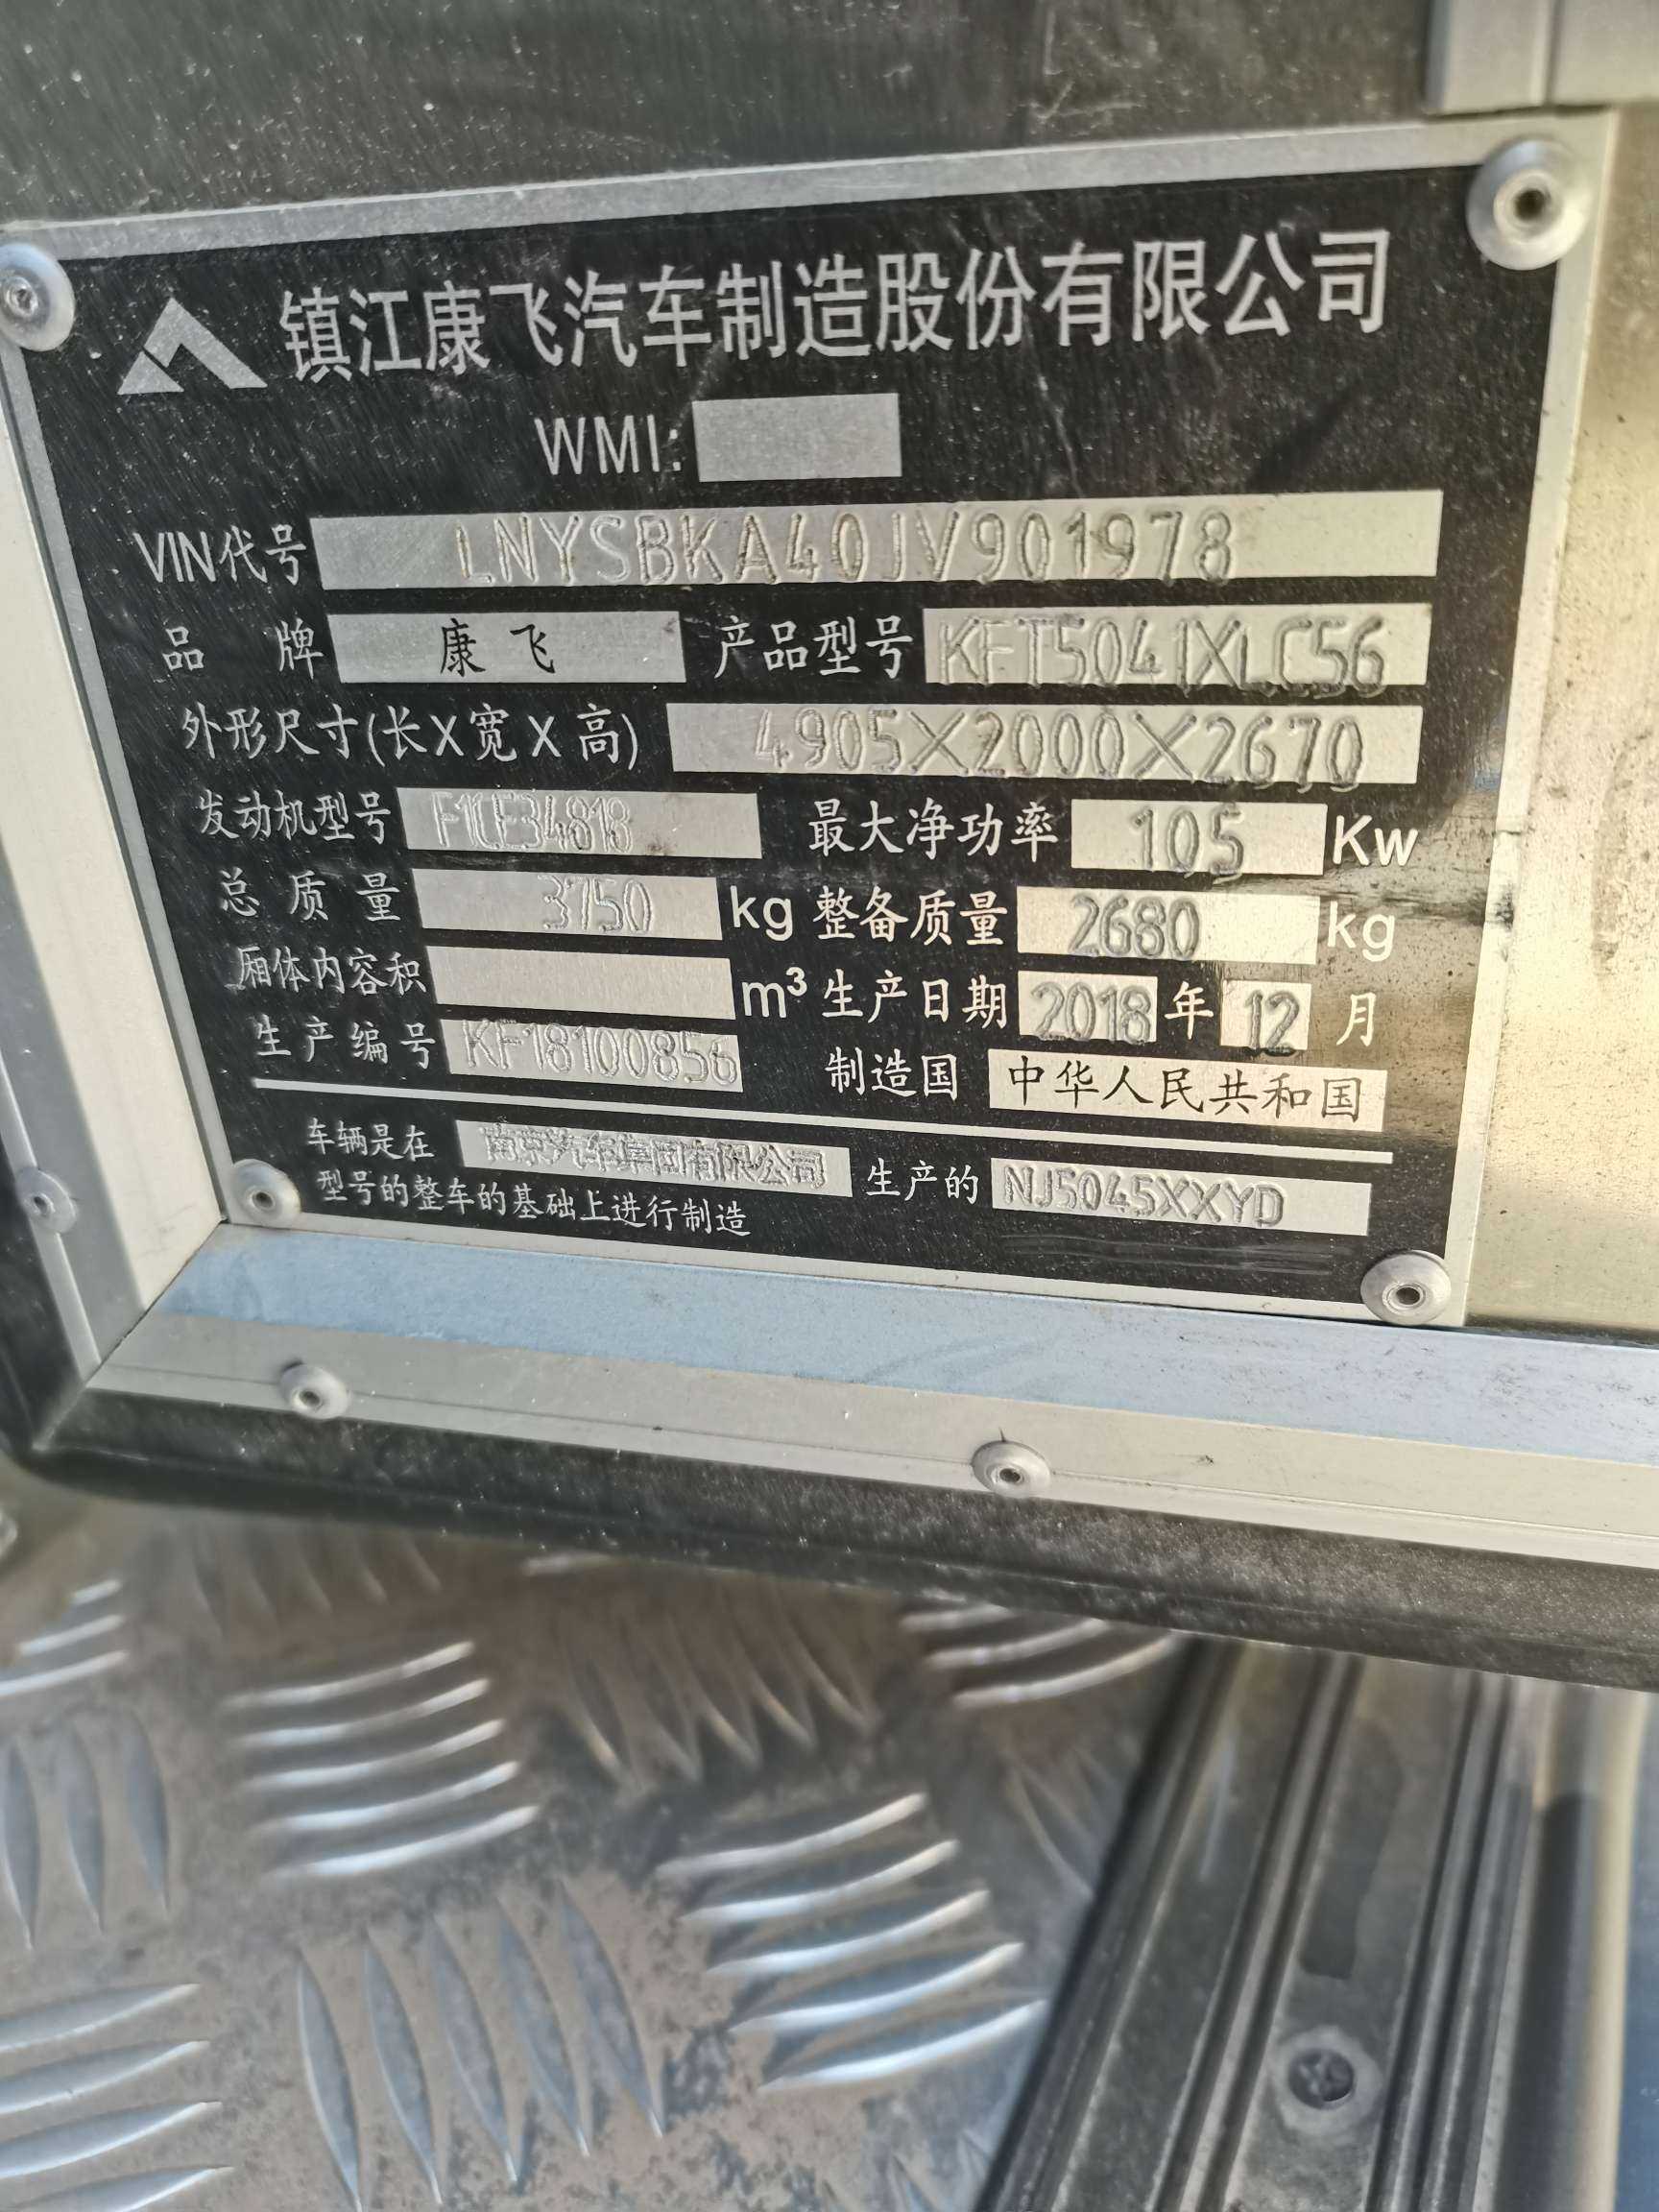 镇江康飞汽车制造股份有限公司
WMI:
VIN代号 LNYSBKA40JV901978
品 牌 康飞 产品型号 KFT5041XLC56
外形尺寸(长X宽X高) 4905X2000X2670
发动机型号 F1CE34818 最大净功率 105 Kw
总质量 3750 kg 整备质量 2680 kg
厢体内容积 m³ 生产日期 2018 年 12 月
生产编号 KF18100856 制造国 中华人民共和国
车辆是在 南京汽车集团有限公司 生产的 NJ5045XXYD
型号的整车的基础上进行制造